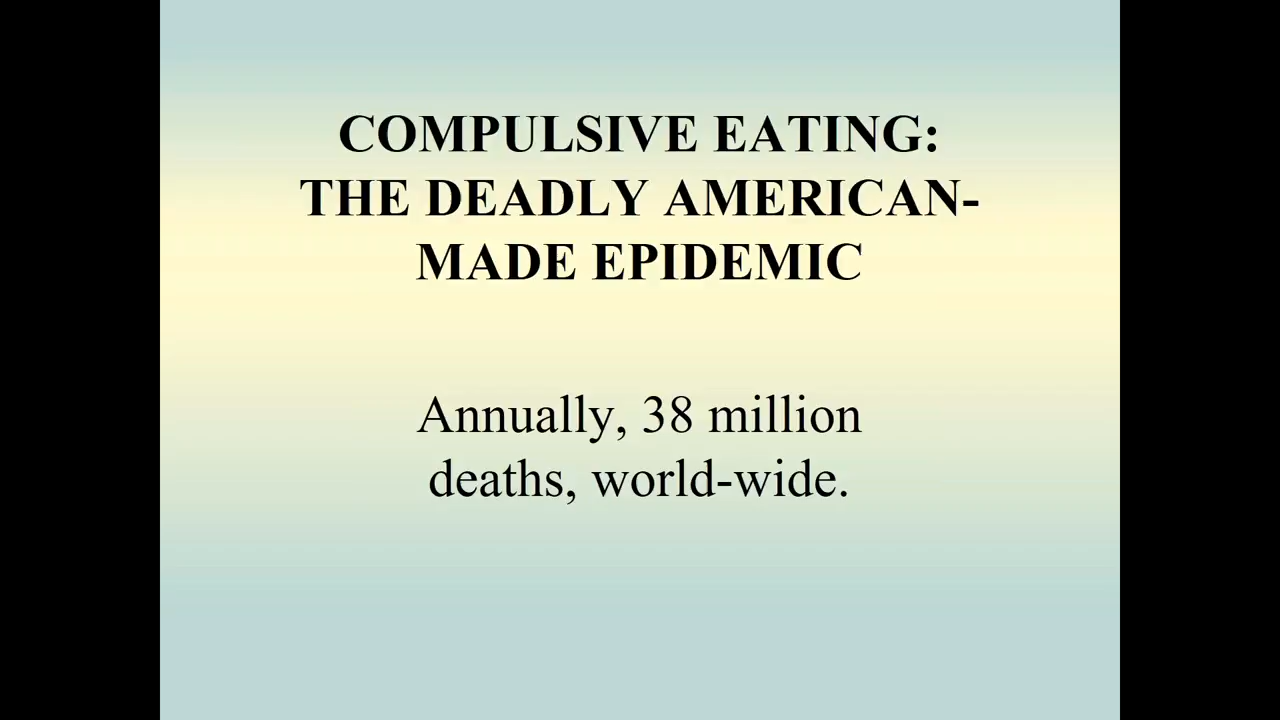 COMPULSIVE EATING:
THE DEADLY AMERICAN-
MADE EPIDEMIC
Annually, 38 million
deaths, world-wide.